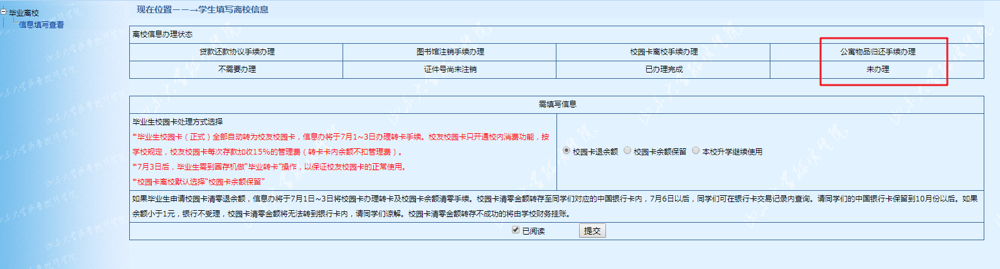 现在位置——→学生填写离校信息
毕业离校
信息填写查看
离校信息办理状态
贷款还款协议手续办理 图书馆注销手续办理 校园卡离校手续办理 公寓物品归还手续办理
不需要办理 证件号尚未注销 已办理完成 未办理
需填写信息
毕业生校园卡处理方式选择
*毕业生校园卡（正式）全部自动转为校友校园卡，信息办将于7月1~3日办理转卡手续。校友校园卡只开通校内消费功能，按
学校规定，校友校园卡每次存款加收15%的管理费（转卡卡内余额不扣管理费）。
*7月3日后，毕业生需到圈存机做“毕业转卡”操作，以保证校友校园卡的正常使用。
*校园卡离校默认选择“校园卡余额保留”
校园卡退余额 校园卡余额保留 本校升学继续使用
如果毕业生申请校园卡清零退余额，信息办将于7月1日~3日将校园卡办理转卡及校园卡余额清零手续。校园卡清零金额转存至同学们对应的中国银行卡内，7月6日以后，同学们可在银行卡交易记录内查询。请同学们的中国银行卡保留到10月份以后。如果
余额小于1元，银行不受理，校园卡清零金额将无法转到银行卡内，请同学们谅解。校园卡清零金额转存不成功的将由学校财务挂账。
已阅读 提交